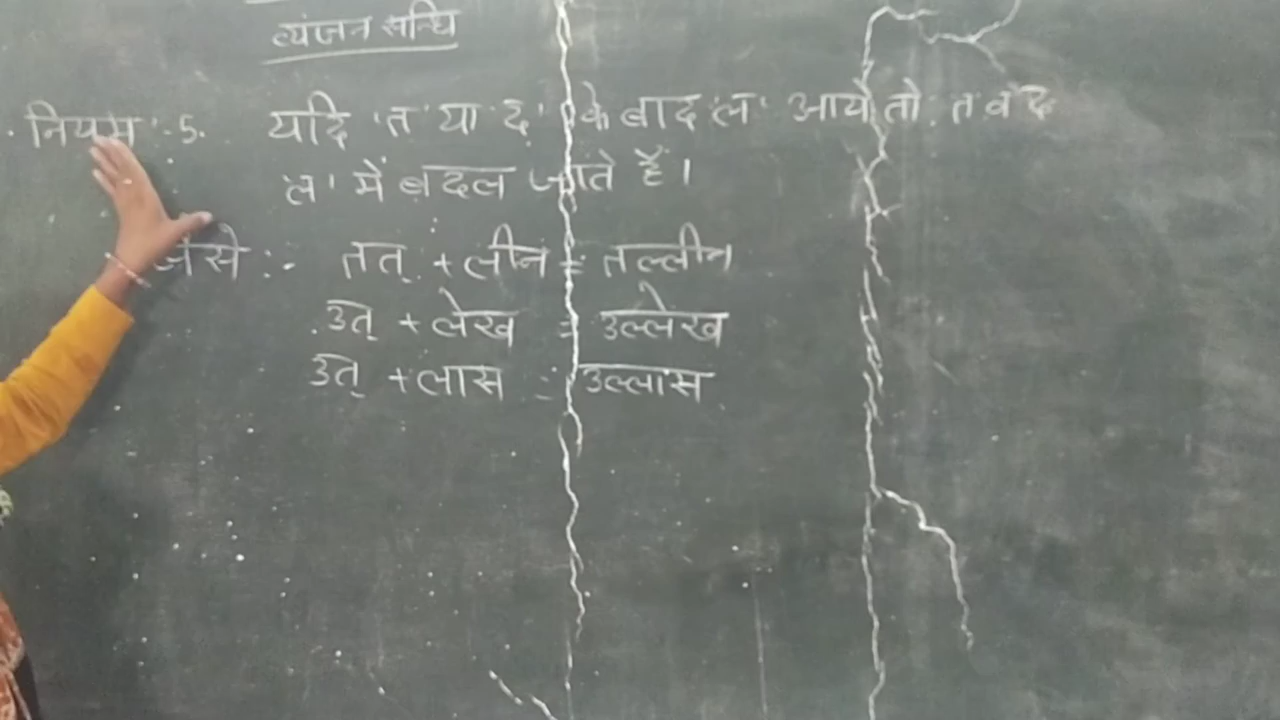 व्यंजन सन्धि
नियम :- 5. यदि 'त या द' के बाद 'ल' आये तो त व द
'ल' में बदल जाते हैं।
जैसे :- तत् + लीन = तल्लीन
उत् + लेख = उल्लेख
उत् + लास = उल्लास